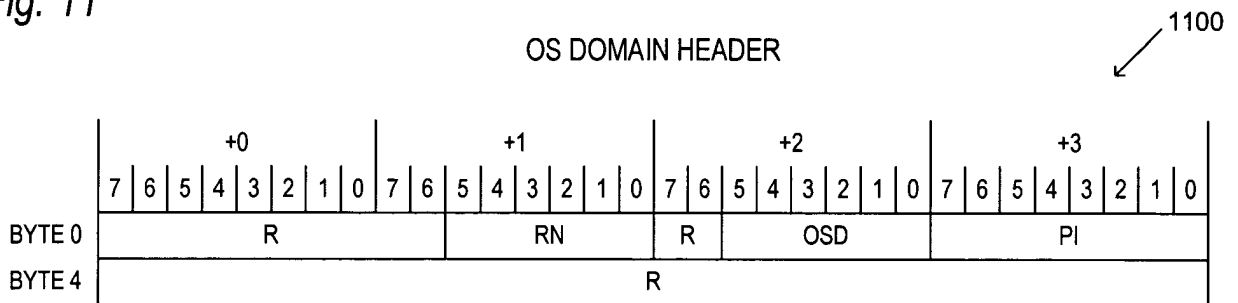 Fig. 11
1100
OS DOMAIN HEADER
+0 +1 +2 +3
7 6 5 4 3 2 1 0 7 6 5 4 3 2 1 0 7 6 5 4 3 2 1 0 7 6 5 4 3 2 1 0
BYTE 0 R RN R OSD PI
BYTE 4 R